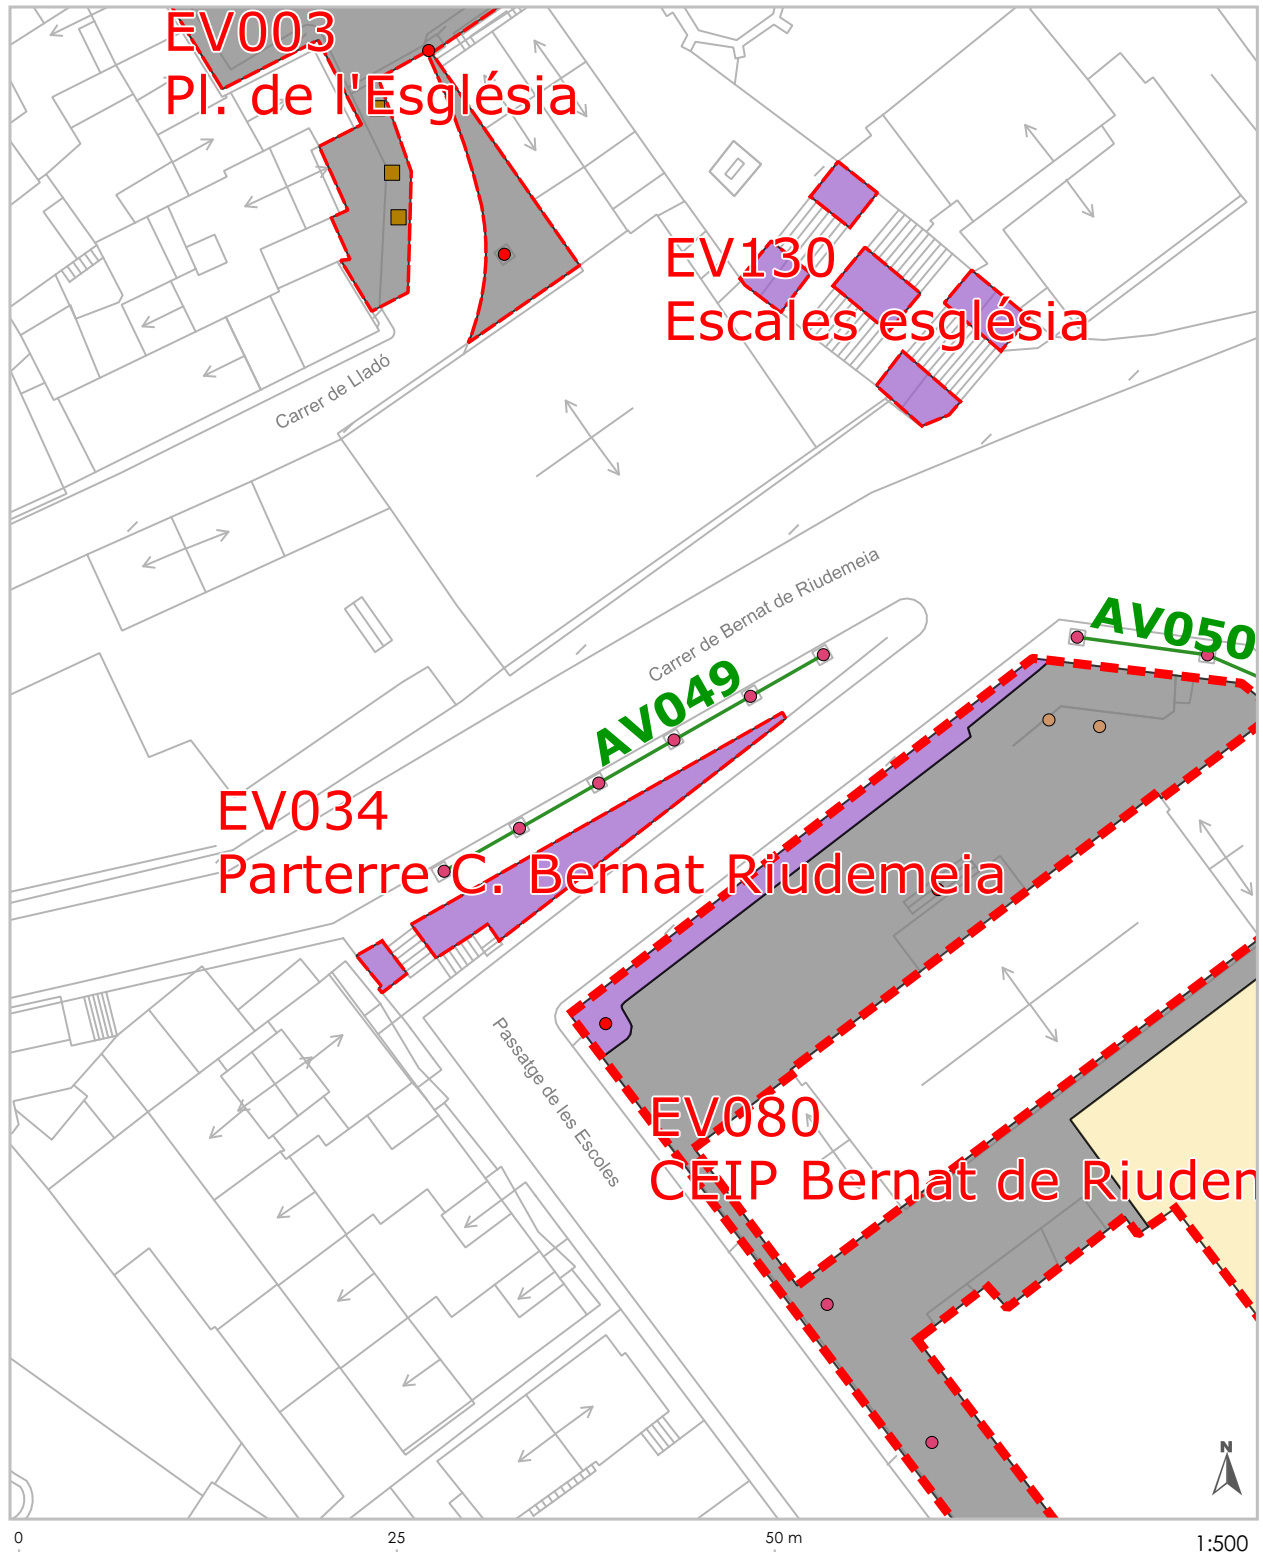 EV003
Pl. de l'Església
EV130
Escales església
Carrer de Lladó
Carrer de Bernat de Riudemeia
AV050
AV049
EV034
Parterre C. Bernat Riudemeia
Passatge de les Escoles
EV080
CEIP Bernat de Riudem
N
0 25 50 m
1:500